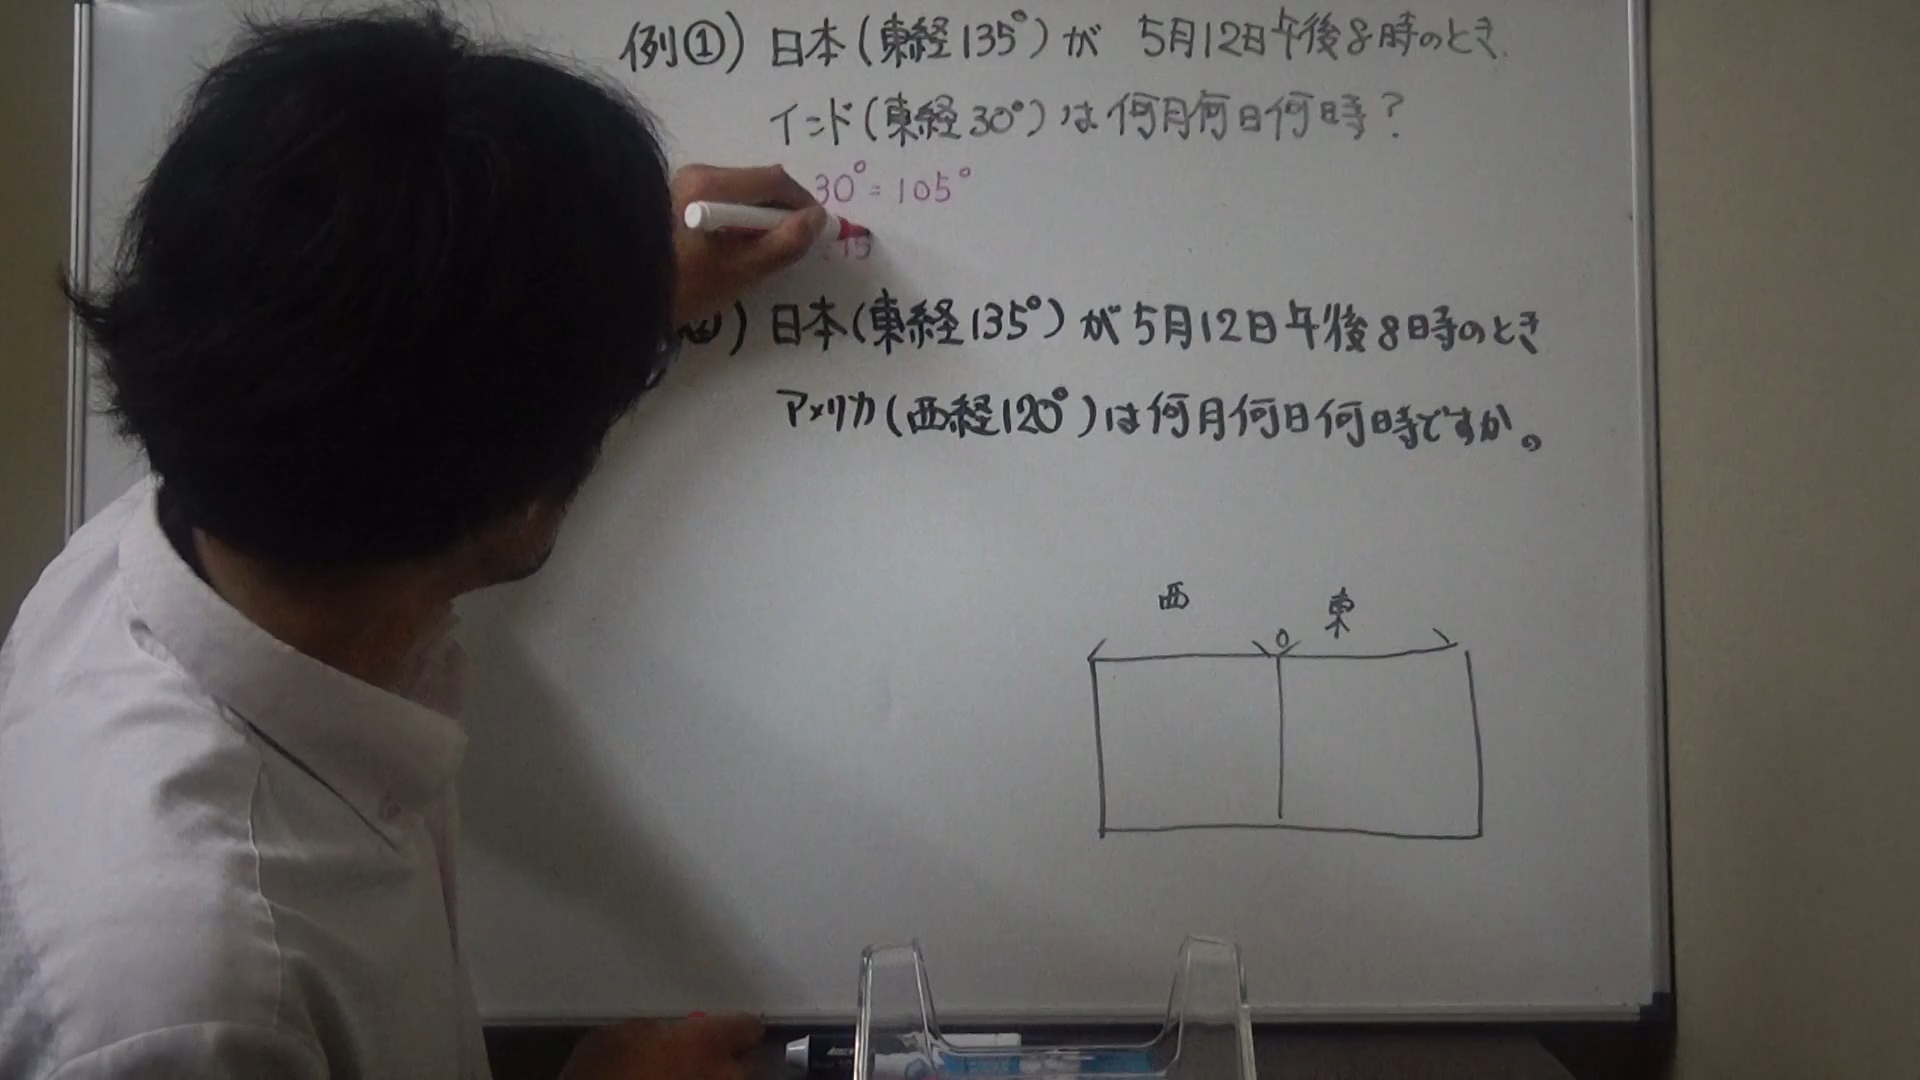 例①) 日本(東経135°)が 5月12日午後8時のとき
インド(東経30°)は何月何日何時?
30°=105°
÷15
) 日本(東経135°)が5月12日午後8時のとき
アメリカ(西経120°)は何月何日何時ですか。
西 東
0